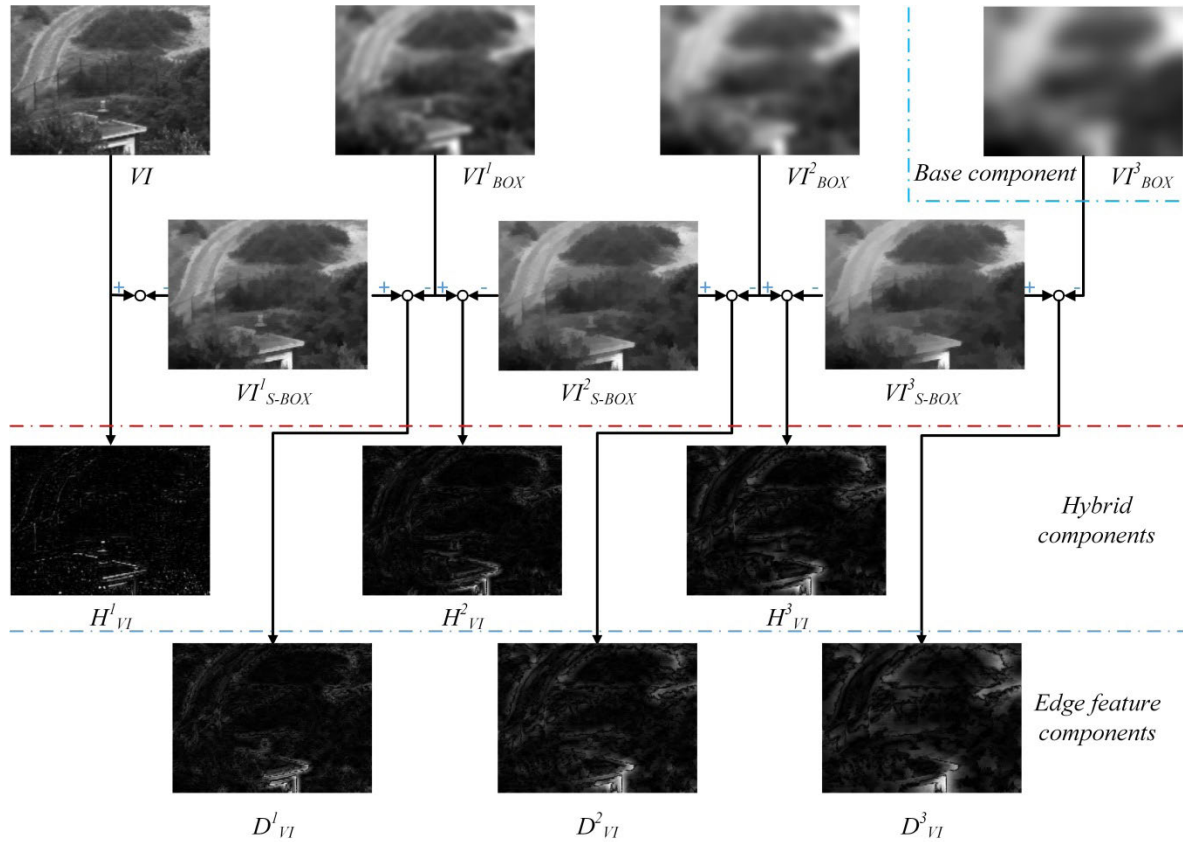 VI
VI¹BOX
VI²BOX
Base component
VI³BOX
+ - + - + - + - + -
VI¹S-BOX
VI²S-BOX
VI³S-BOX
Hybrid
components
H¹VI
H²VI
H³VI
Edge feature
components
D¹VI
D²VI
D³VI